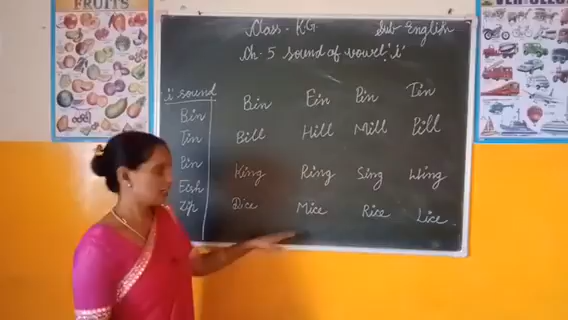 FRUITS
Class - KG. Sub- English
Ch. 5 Sound of vowel 'i'
i sound
Bin
Tin
Pin
Fish
Zip
Bin Fin Pin Tin
Bill Hill Mill Pill
King Ring Sing Wing
Dice Mice Rice Lice